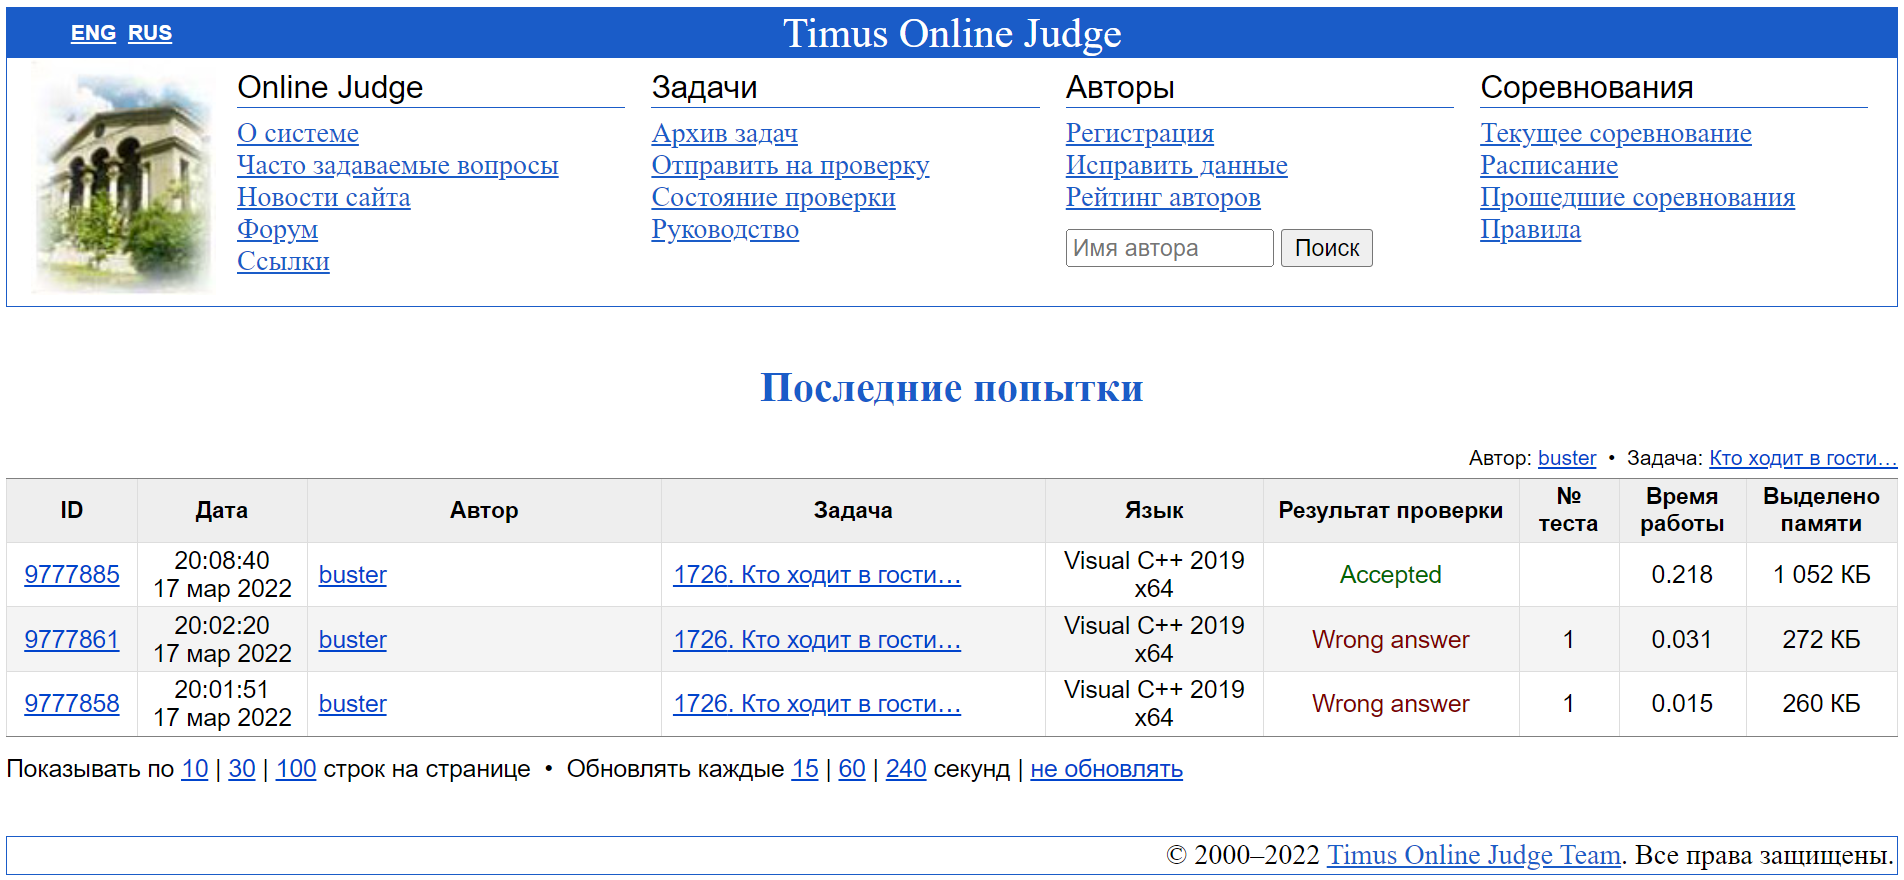 ENG RUS
Timus Online Judge
Online Judge
О системе
Часто задаваемые вопросы
Новости сайта
Форум
Ссылки
Задачи
Архив задач
Отправить на проверку
Состояние проверки
Руководство
Авторы
Регистрация
Исправить данные
Рейтинг авторов
Имя автора Поиск
Соревнования
Текущее соревнование
Расписание
Прошедшие соревнования
Правила
Последние попытки
Автор: buster • Задача: Кто ходит в гости…
ID Дата Автор Задача Язык Результат проверки № теста Время работы Выделено памяти
9777885 20:08:40 17 мар 2022 buster 1726. Кто ходит в гости… Visual C++ 2019 x64 Accepted 0.218 1 052 КБ
9777861 20:02:20 17 мар 2022 buster 1726. Кто ходит в гости… Visual C++ 2019 x64 Wrong answer 1 0.031 272 КБ
9777858 20:01:51 17 мар 2022 buster 1726. Кто ходит в гости… Visual C++ 2019 x64 Wrong answer 1 0.015 260 КБ
Показывать по 10 | 30 | 100 строк на странице • Обновлять каждые 15 | 60 | 240 секунд | не обновлять
© 2000–2022 Timus Online Judge Team. Все права защищены.